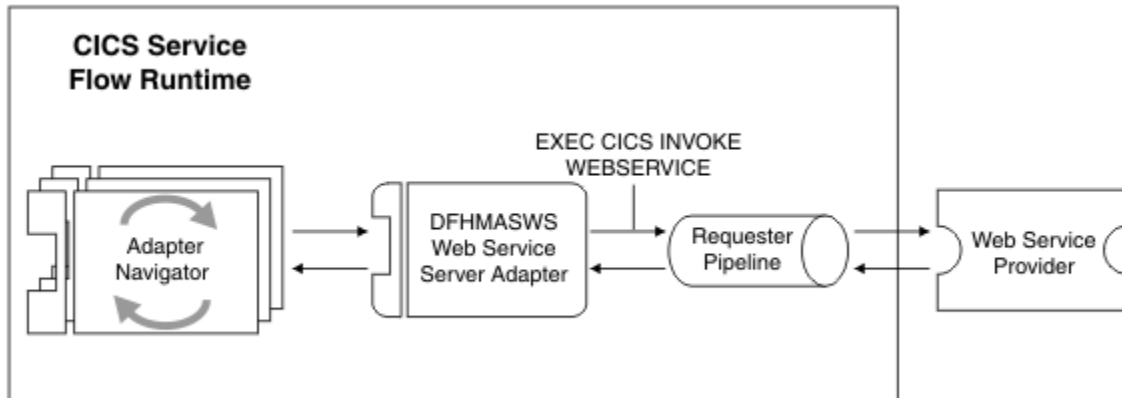 CICS Service
Flow Runtime
EXEC CICS INVOKE
WEBSERVICE
Adapter
Navigator
DFHMASWS
Web Service
Server Adapter
Requester
Pipeline
Web Service
Provider